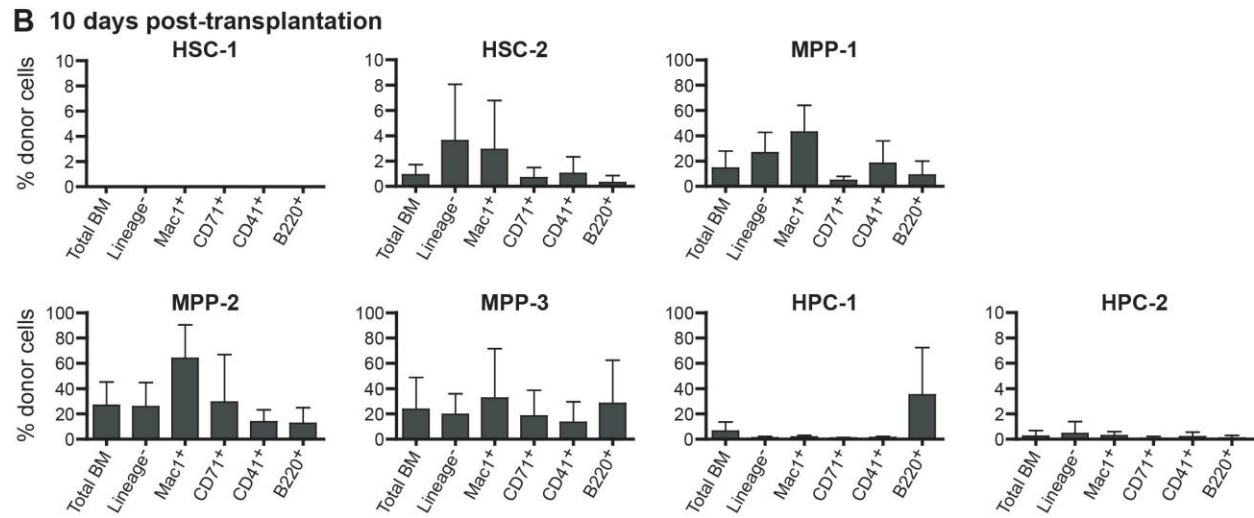 B 10 days post-transplantation
HSC-1
HSC-2
MPP-1
% donor cells
10
8
6
4
2
0
Total BM
Lineage-
Mac1+
CD71+
CD41+
B220+
10
8
6
4
2
0
Total BM
Lineage-
Mac1+
CD71+
CD41+
B220+
100
80
60
40
20
0
Total BM
Lineage-
Mac1+
CD71+
CD41+
B220+
MPP-2
MPP-3
HPC-1
HPC-2
% donor cells
100
80
60
40
20
0
Total BM
Lineage-
Mac1+
CD71+
CD41+
B220+
100
80
60
40
20
0
Total BM
Lineage-
Mac1+
CD71+
CD41+
B220+
100
80
60
40
20
0
Total BM
Lineage-
Mac1+
CD71+
CD41+
B220+
10
8
6
4
2
0
Total BM
Lineage-
Mac1+
CD71+
CD41+
B220+